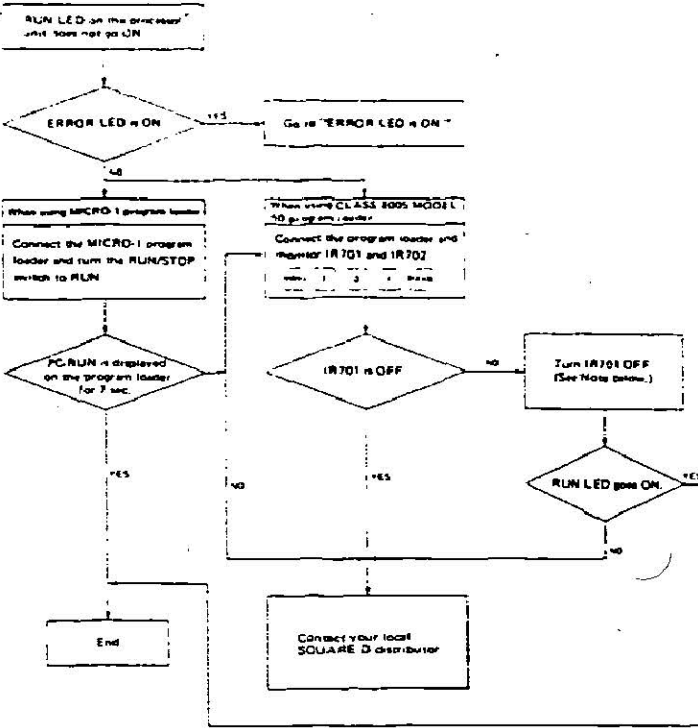 RUN LED on the processor
unit does not go ON
ERROR LED is ON
YES
Go to "ERROR LED is ON."
NO
When using MICRO-1 program loader
When using CLASS 8005 MODEL
50 program loader
Connect the MICRO-1 program
loader and turn the RUN/STOP
switch to RUN
Connect the program loader and
monitor IR701 and IR702
PC-RUN is displayed
on the program loader
for 7 sec.
IR701 is OFF
NO
Turn IR701 OFF
(See Note below.)
YES
NO
YES
RUN LED goes ON.
YES
NO
End
Contact your local
SQUARE D distributor